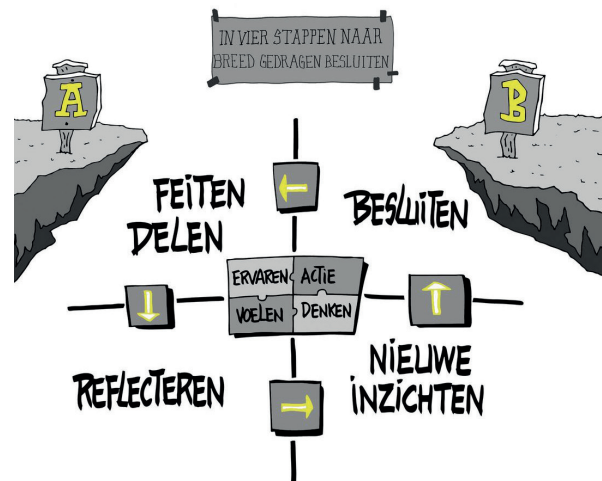 IN VIER STAPPEN NAAR
BREED GEDRAGEN BESLUITEN
A
B
FEITEN
DELEN
BESLUITEN
ERVAREN ACTIE
VOELEN DENKEN
REFLECTEREN
NIEUWE
INZICHTEN